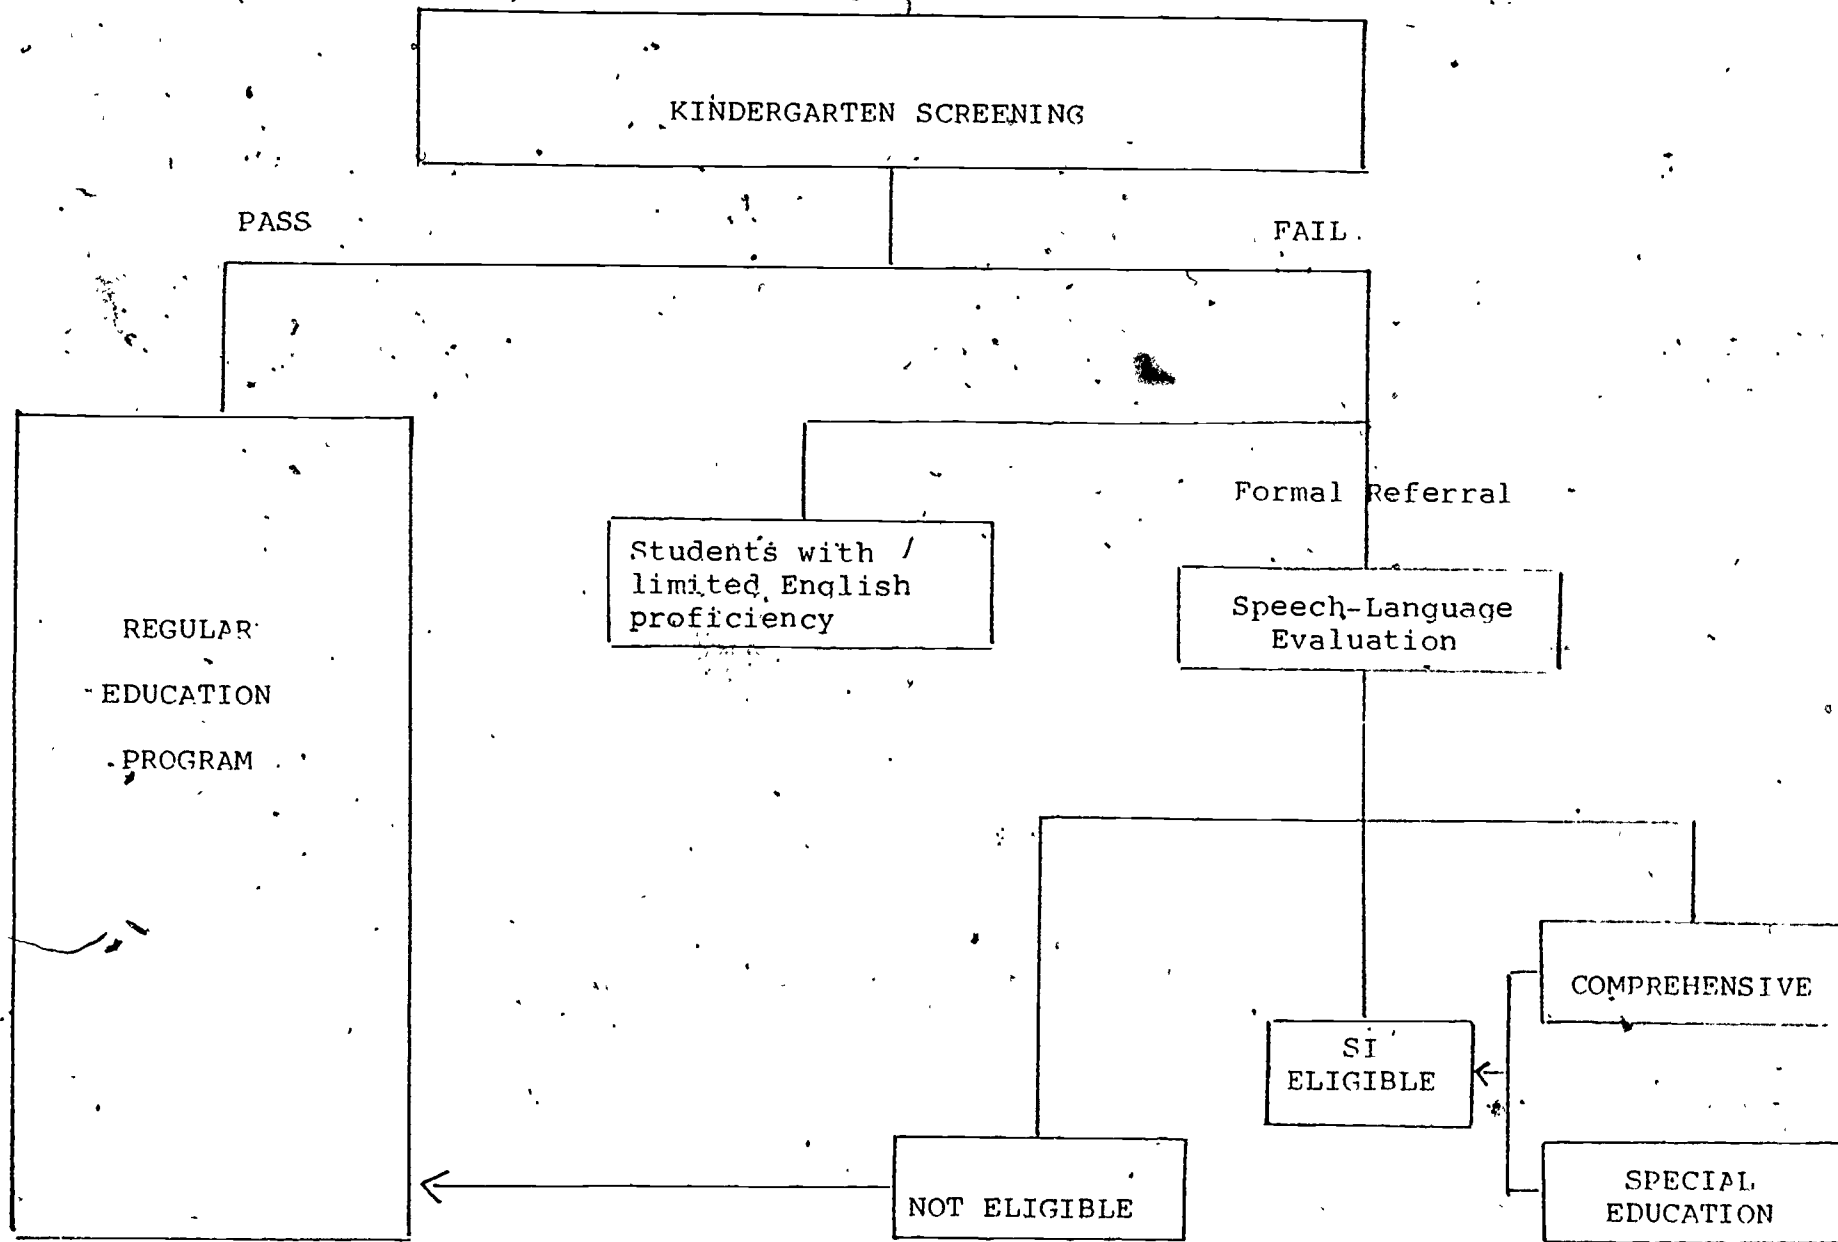 KINDERGARTEN SCREENING
PASS
FAIL
Formal Referral
Students with
limited English
proficiency
Speech-Language
Evaluation
REGULAR
EDUCATION
PROGRAM
COMPREHENSIVE
SI
ELIGIBLE
NOT ELIGIBLE
SPECIAL
EDUCATION